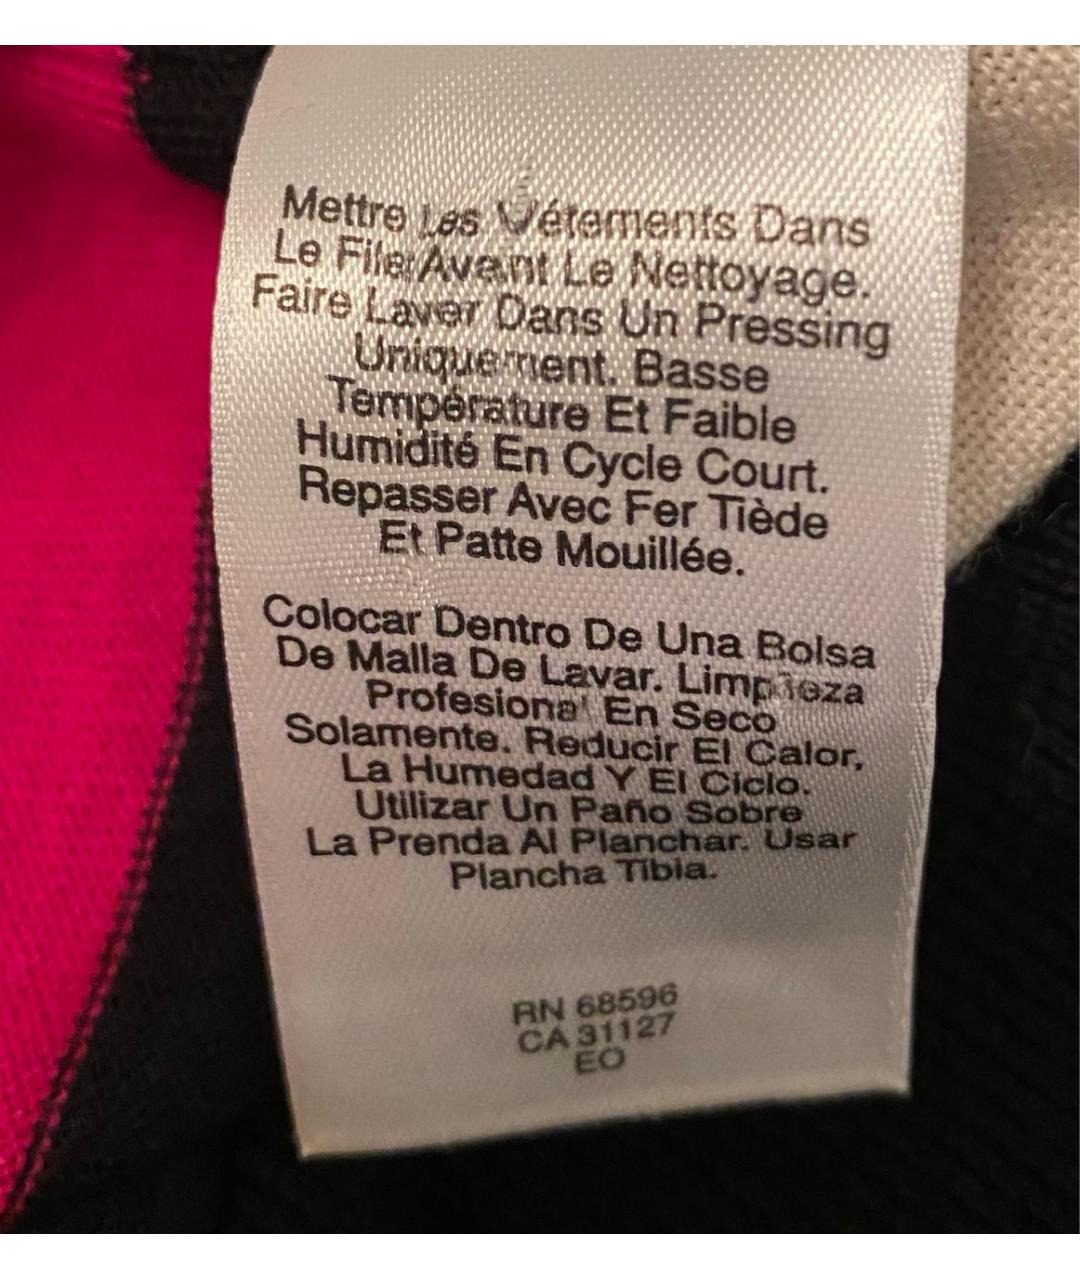 Mettre Les Vétements Dans
Le Filer Avant Le Nettoyage.
Faire Laver Dans Un Pressing
Uniquement. Basse
Température Et Faible
Humidité En Cycle Court.
Repasser Avec Fer Tiède
Et Patte Mouillée.
Colocar Dentro De Una Bolsa
De Malla De Lavar. Limpieza
Profesional En Seco
Solamente. Reducir El Calor,
La Humedad Y El Ciclo.
Utilizar Un Paño Sobre
La Prenda Al Planchar. Usar
Plancha Tibia.
RN 68596
CA 31127
EO